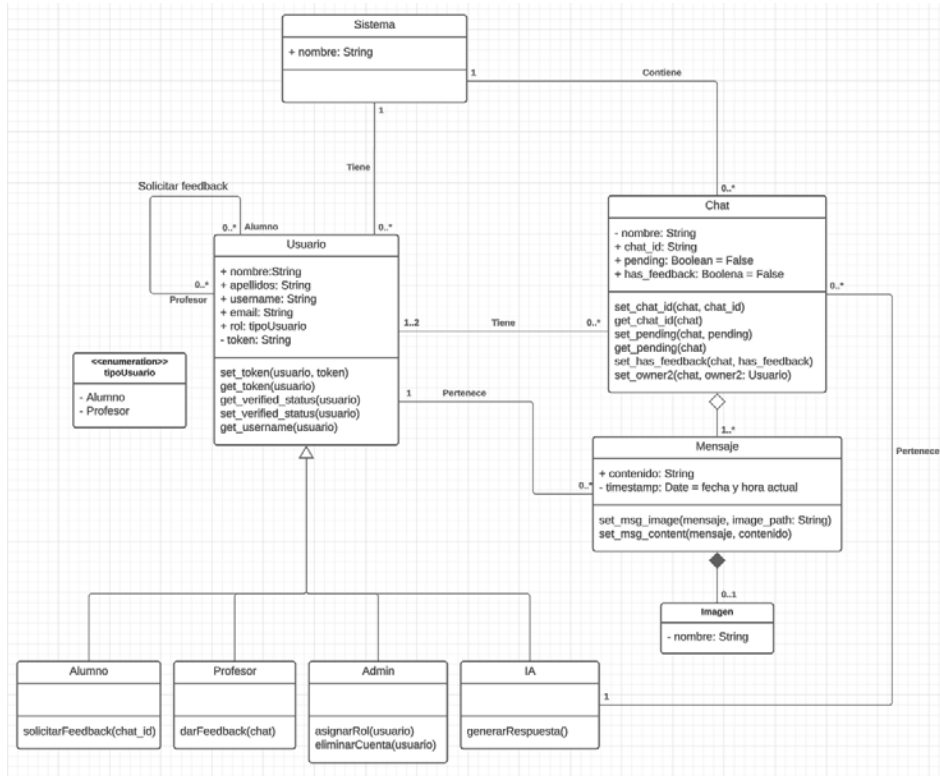 Sistema
+ nombre: String
1
Contiene
1
Tiene
0..*
Solicitar feedback
0..*
Alumno
0..*
Profesor
Usuario
+ nombre:String
+ apellidos: String
+ username: String
+ email: String
+ rol: tipoUsuario
- token: String
set_token(usuario, token)
get_token(usuario)
get_verified_status(usuario)
set_verified_status(usuario)
get_username(usuario)
<<enumeration>>
tipoUsuario
- Alumno
- Profesor
1..2
Tiene
0..*
1
Pertenece
0..*
0..*
Chat
- nombre: String
+ chat_id: String
+ pending: Boolean = False
+ has_feedback: Boolena = False
set_chat_id(chat, chat_id)
get_chat_id(chat)
set_pending(chat, pending)
get_pending(chat)
set_has_feedback(chat, has_feedback)
set_owner2(chat, owner2: Usuario)
0..*
Pertenece
1
1..*
Mensaje
+ contenido: String
- timestamp: Date = fecha y hora actual
set_msg_image(mensaje, image_path: String)
set_msg_content(mensaje, contenido)
0..1
Imagen
- nombre: String
Alumno
solicitarFeedback(chat_id)
Profesor
darFeedback(chat)
Admin
asignarRol(usuario)
eliminarCuenta(usuario)
IA
generarRespuesta()